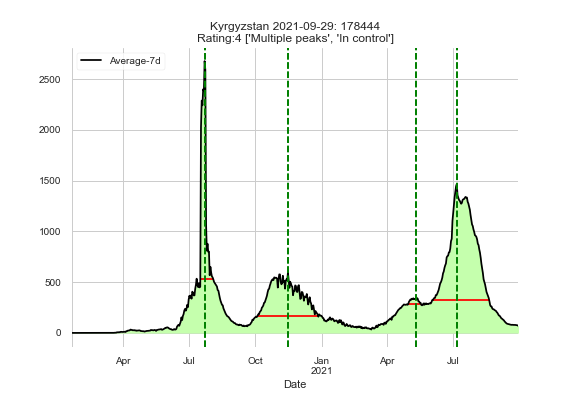 Kyrgyzstan 2021-09-29: 178444
Rating:4 ['Multiple peaks', 'In control']
Average-7d
2500
2000
1500
1000
500
0
Apr Jul Oct Jan Apr Jul
2021
Date